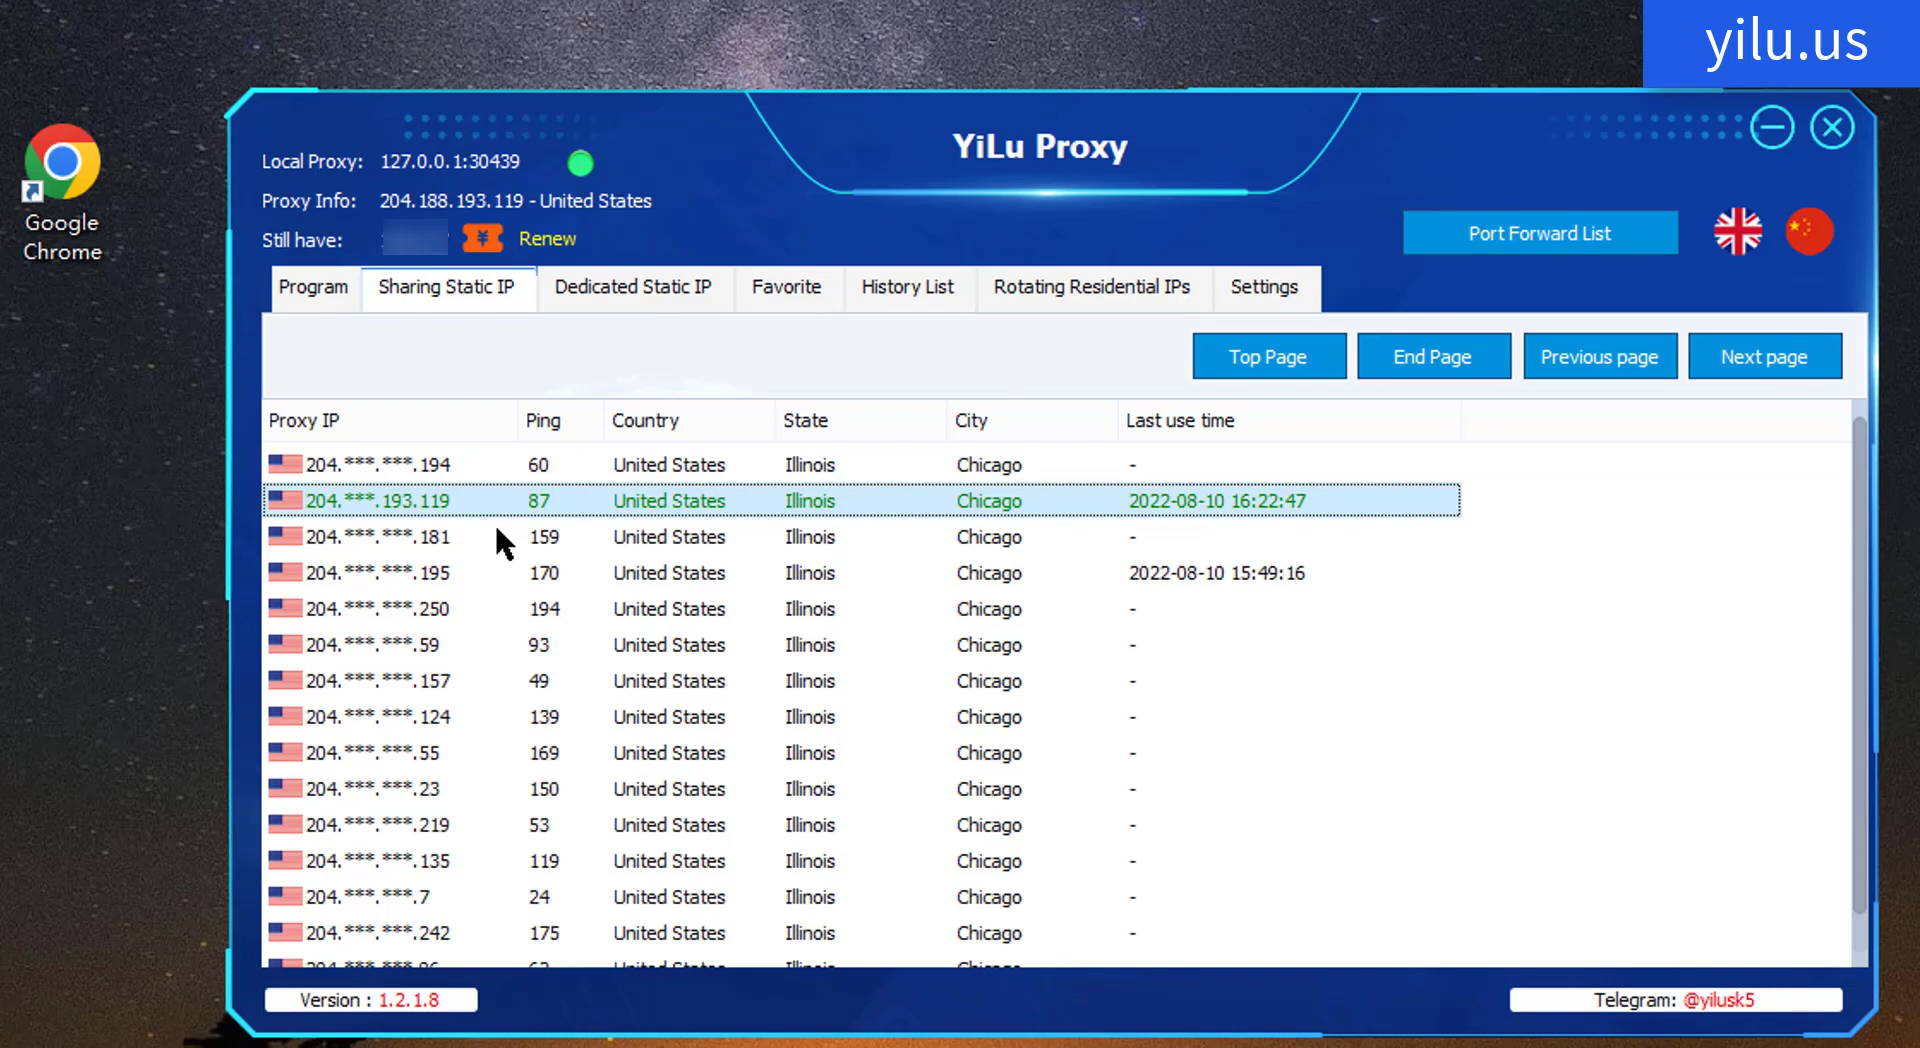 yilu.us
Google
Chrome
YiLu Proxy
Local Proxy: 127.0.0.1:30439
Proxy Info: 204.188.193.119 - United States
Still have: ¥ Renew
Port Forward List
Program Sharing Static IP Dedicated Static IP Favorite History List Rotating Residential IPs Settings
Top Page End Page Previous page Next page
Proxy IP Ping Country State City Last use time
204.***.***.194 60 United States Illinois Chicago -
204.***.193.119 87 United States Illinois Chicago 2022-08-10 16:22:47
204.***.***.181 159 United States Illinois Chicago -
204.***.***.195 170 United States Illinois Chicago 2022-08-10 15:49:16
204.***.***.250 194 United States Illinois Chicago -
204.***.***.59 93 United States Illinois Chicago -
204.***.***.157 49 United States Illinois Chicago -
204.***.***.124 139 United States Illinois Chicago -
204.***.***.55 169 United States Illinois Chicago -
204.***.***.23 150 United States Illinois Chicago -
204.***.***.219 53 United States Illinois Chicago -
204.***.***.135 119 United States Illinois Chicago -
204.***.***.7 24 United States Illinois Chicago -
204.***.***.242 175 United States Illinois Chicago -
United States Illinois Chicago
Version : 1.2.1.8
Telegram: @yilusk5